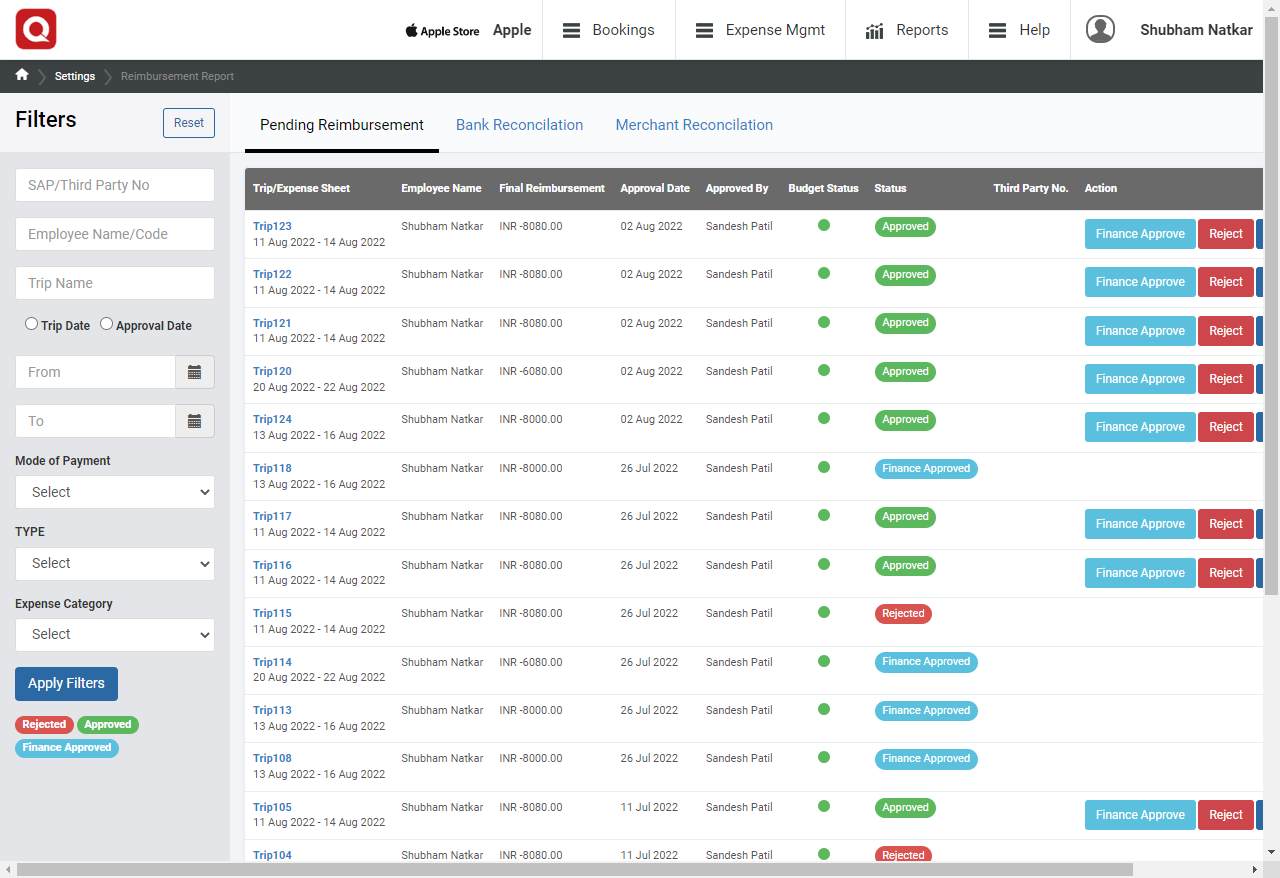 Apple Store Apple Bookings Expense Mgmt Reports Help Shubham Natkar
Settings Reimbursement Report
Filters Reset
Pending Reimbursement Bank Reconcilation Merchant Reconcilation
SAP/Third Party No
Employee Name/Code
Trip Name
Trip Date Approval Date
From
To
Mode of Payment
Select
TYPE
Select
Expense Category
Select
Apply Filters
Rejected Approved
Finance Approved
Trip/Expense Sheet Employee Name Final Reimbursement Approval Date Approved By Budget Status Status Third Party No. Action
Trip123 Shubham Natkar INR -8080.00 02 Aug 2022 Sandesh Patil Approved Finance Approve Reject
11 Aug 2022 - 14 Aug 2022
Trip122 Shubham Natkar INR -8080.00 02 Aug 2022 Sandesh Patil Approved Finance Approve Reject
11 Aug 2022 - 14 Aug 2022
Trip121 Shubham Natkar INR -8080.00 02 Aug 2022 Sandesh Patil Approved Finance Approve Reject
11 Aug 2022 - 14 Aug 2022
Trip120 Shubham Natkar INR -6080.00 02 Aug 2022 Sandesh Patil Approved Finance Approve Reject
20 Aug 2022 - 22 Aug 2022
Trip124 Shubham Natkar INR -8000.00 02 Aug 2022 Sandesh Patil Approved Finance Approve Reject
13 Aug 2022 - 16 Aug 2022
Trip118 Shubham Natkar INR -8000.00 26 Jul 2022 Sandesh Patil Finance Approved
13 Aug 2022 - 16 Aug 2022
Trip117 Shubham Natkar INR -8080.00 26 Jul 2022 Sandesh Patil Approved Finance Approve Reject
11 Aug 2022 - 14 Aug 2022
Trip116 Shubham Natkar INR -8080.00 26 Jul 2022 Sandesh Patil Approved Finance Approve Reject
11 Aug 2022 - 14 Aug 2022
Trip115 Shubham Natkar INR -8080.00 26 Jul 2022 Sandesh Patil Rejected
11 Aug 2022 - 14 Aug 2022
Trip114 Shubham Natkar INR -6080.00 26 Jul 2022 Sandesh Patil Finance Approved
20 Aug 2022 - 22 Aug 2022
Trip113 Shubham Natkar INR -8000.00 26 Jul 2022 Sandesh Patil Finance Approved
13 Aug 2022 - 16 Aug 2022
Trip108 Shubham Natkar INR -8000.00 26 Jul 2022 Sandesh Patil Finance Approved
13 Aug 2022 - 16 Aug 2022
Trip105 Shubham Natkar INR -8080.00 11 Jul 2022 Sandesh Patil Approved Finance Approve Reject
11 Aug 2022 - 14 Aug 2022
Trip104 Shubham Natkar INR -8080.00 11 Jul 2022 Sandesh Patil Rejected